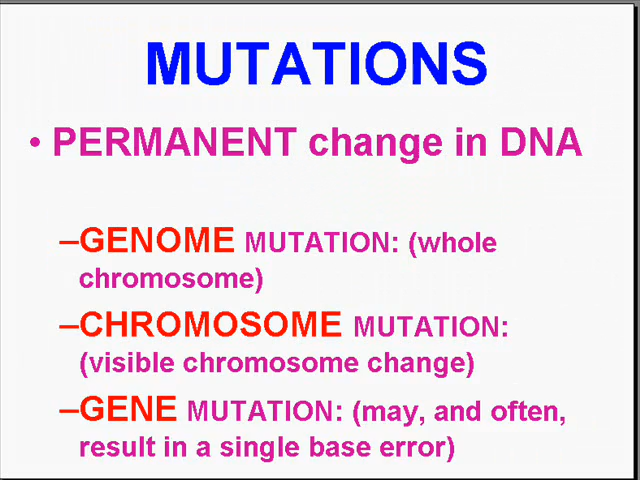 MUTATIONS
• PERMANENT change in DNA
–GENOME MUTATION: (whole
chromosome)
–CHROMOSOME MUTATION:
(visible chromosome change)
–GENE MUTATION: (may, and often,
result in a single base error)